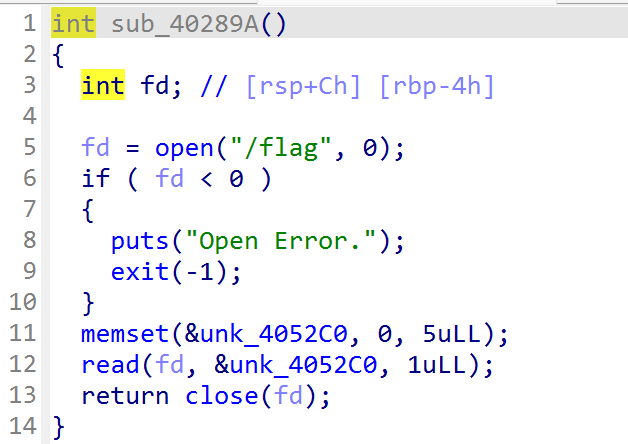 1 int sub_40289A()
2 {
3   int fd; // [rsp+Ch] [rbp-4h]
4
5   fd = open("/flag", 0);
6   if ( fd < 0 )
7   {
8     puts("Open Error.");
9     exit(-1);
10   }
11   memset(&unk_4052C0, 0, 5uLL);
12   read(fd, &unk_4052C0, 1uLL);
13   return close(fd);
14 }